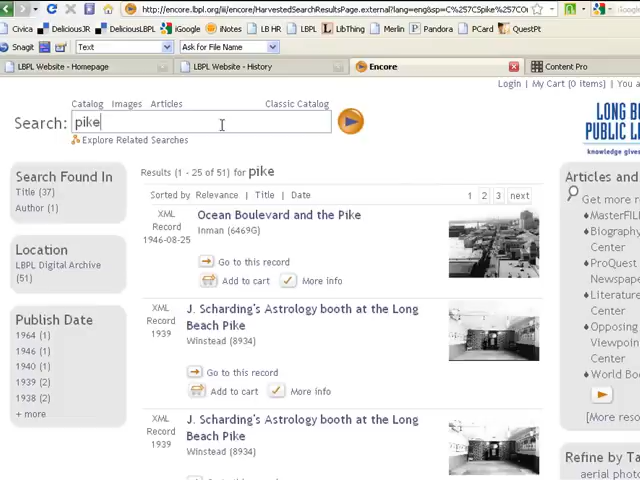 http://encore.lbpl.org/iii/encore/HarvestedSearchResultsPage.external?lang=eng&sp=C%257CSpike%257COr
Civica DeliciousJR DeliciousLBPL iGoogle iNotes LB HR LBPL LibThing Merlin Pandora PCard QuestPt
Snagit Text Ask for File Name
LBPL Website - Homepage LBPL Website - History Encore Content Pro
Login | My Cart (0 items) | You a
Catalog Images Articles Classic Catalog
Search: pike
Explore Related Searches
LONG B
PUBLIC L
knowledge gives
Search Found In
Title (37)
Author (1)
Location
LBPL Digital Archive
(51)
Publish Date
1964 (1)
1946 (1)
1940 (1)
1939 (2)
1938 (2)
+ more
Results (1 - 25 of 51) for pike
Sorted by Relevance | Title | Date 1 2 3 next
XML
Record
1946-08-25
Ocean Boulevard and the Pike
Inman (6469G)
Go to this record
Add to cart More info
XML
Record
1939
J. Scharding's Astrology booth at the Long
Beach Pike
Winstead (8934)
Go to this record
Add to cart More info
XML
Record
1939
J. Scharding's Astrology booth at the Long
Beach Pike
Winstead (8934)
Articles and
Get more r
MasterFIL
Biography
Center
ProQuest
Newspape
Literature
Center
Opposing
Viewpoin
Center
World Boo
[More reso
Refine by Ta
aerial photo